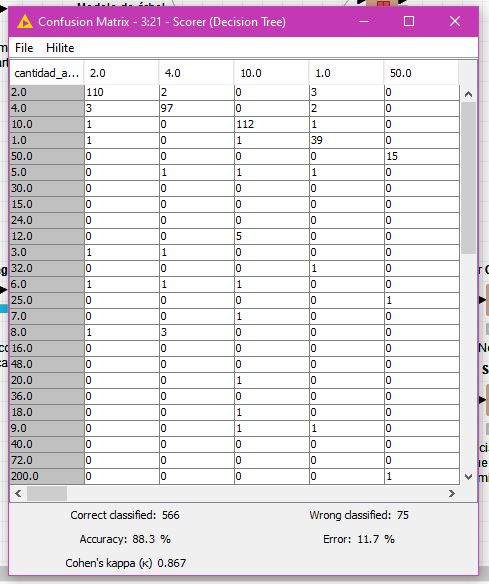 Modelo de árbol
Confusion Matrix - 3:21 - Scorer (Decision Tree)
File Hilite
cantidad_a... 2.0 4.0 10.0 1.0 50.0
2.0 110 2 0 3 0
4.0 3 97 0 2 0
10.0 1 0 112 1 0
1.0 1 0 1 39 0
50.0 0 0 0 0 15
5.0 0 1 1 1 0
30.0 0 0 0 0 0
15.0 0 0 0 0 0
24.0 0 0 0 0 0
12.0 0 0 5 0 0
3.0 1 1 0 0 0
32.0 0 0 0 1 0
6.0 1 1 1 0 0
25.0 0 0 0 0 1
7.0 0 0 1 0 0
8.0 1 3 0 0 0
16.0 0 0 0 0 0
48.0 0 0 0 0 0
20.0 0 0 1 0 0
36.0 0 0 0 0 0
18.0 0 0 1 0 0
9.0 0 0 1 1 0
40.0 0 0 0 0 0
72.0 0 0 0 0 0
200.0 0 0 0 0 1
Correct classified: 566 Wrong classified: 75
Accuracy: 88.3 % Error: 11.7 %
Cohen's kappa (κ) 0.867